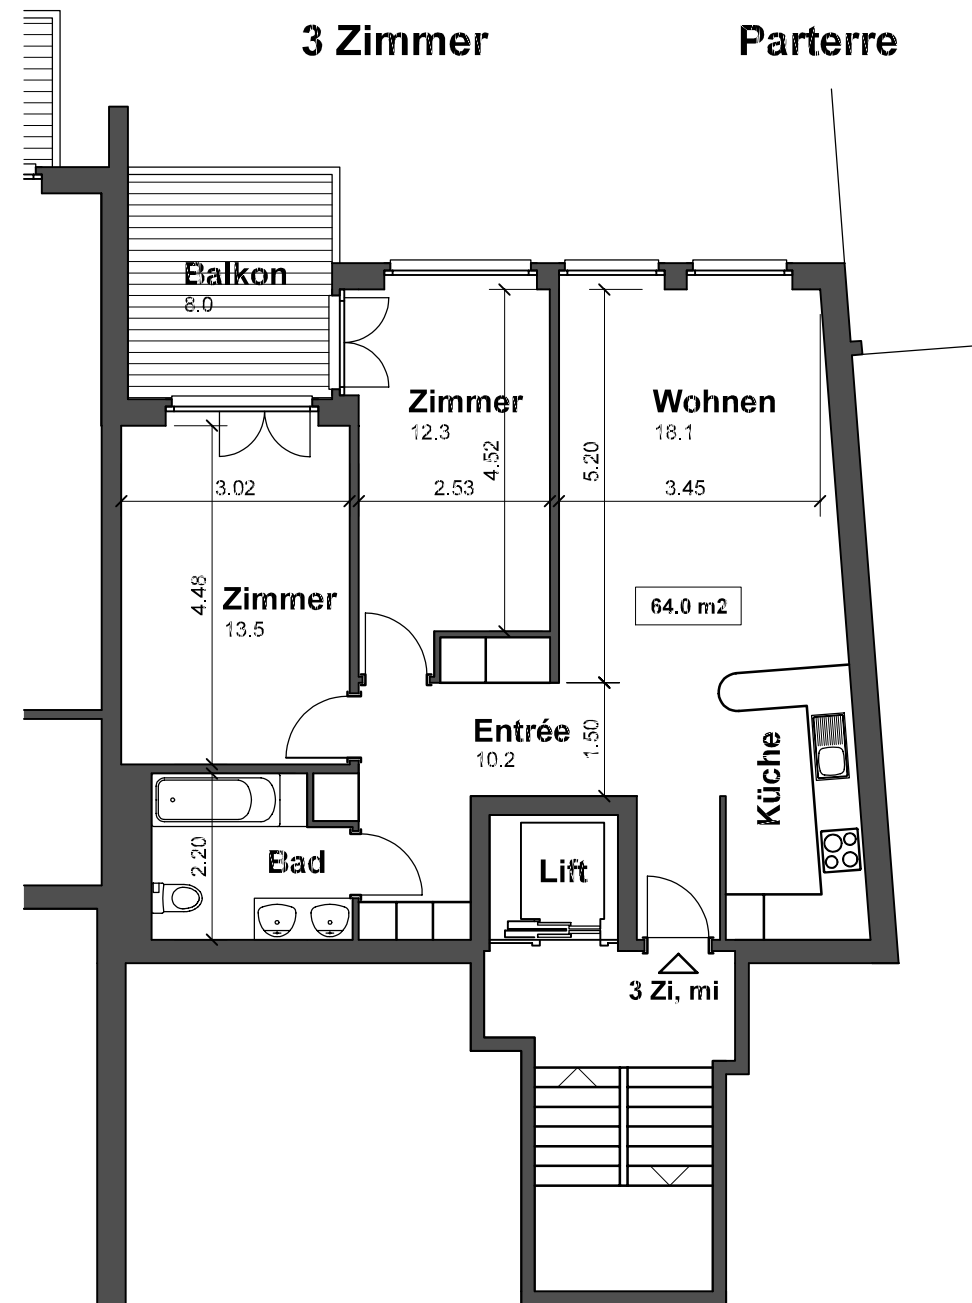 3 Zimmer
Parterre
Balkon
8.0
Zimmer
12.3
Wohnen
18.1
4.52
5.20
3.02
2.53
3.45
4.48
Zimmer
13.5
64.0 m2
Entrée
10.2
1.50
Küche
2.20
Bad
Lift
3 Zi, mi